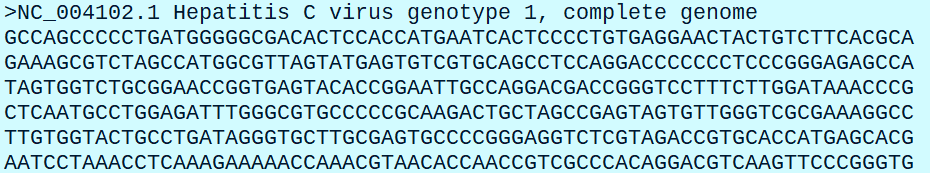 >NC_004102.1 Hepatitis C virus genotype 1, complete genome
GCCAGCCCCCTGATGGGGGCGACACTCCACCATGAATCACTCCCCTGTGAGGAACTACTGTCTTCACGCA
GAAAGCGTCTAGCCATGGCGTTAGTATGAGTGTCGTGCAGCCTCCAGGACCCCCCCTCCCGGGAGAGCCA
TAGTGGTCTGCGGAACCGGTGAGTACACCGGAATTGCCAGGACGACCGGGTCCTTTCTTGGATAAACCCG
CTCAATGCCTGGAGATTTGGGCGTGCCCCCGCAAGACTGCTAGCCGAGTAGTGTTGGGTCGCGAAAGGCC
TTGTGGTACTGCCTGATAGGGTGCTTGCGAGTGCCCCGGGAGGTCTCGTAGACCGTGCACCATGAGCACG
AATCCTAAACCTCAAAGAAAAACCAAACGTAACACCAACCGTCGCCCACAGGACGTCAAGTTCCCGGGTG